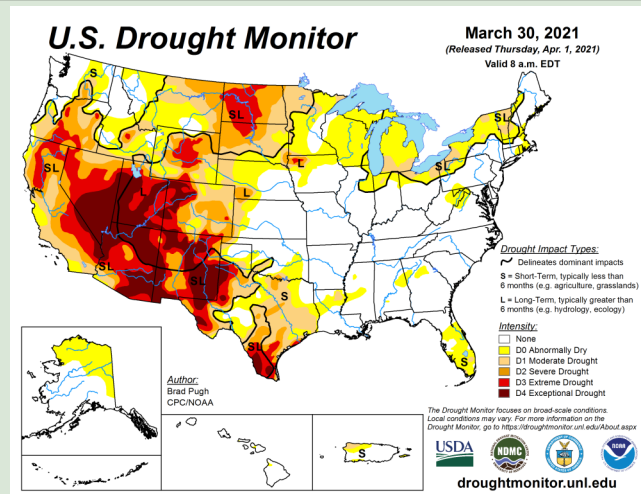 U.S. Drought Monitor
March 30, 2021
(Released Thursday, Apr. 1, 2021)
Valid 8 a.m. EDT
S
SL
SL
SL
SL
L
L
SL
SL
S
SL
S
S
Drought Impact Types:
Delineates dominant impacts
S = Short-Term, typically less than
6 months (e.g. agriculture, grasslands)
L = Long-Term, typically greater than
6 months (e.g. hydrology, ecology)
Intensity:
None
D0 Abnormally Dry
D1 Moderate Drought
D2 Severe Drought
D3 Extreme Drought
D4 Exceptional Drought
Author:
Brad Pugh
CPC/NOAA
The Drought Monitor focuses on broad-scale conditions.
Local conditions may vary. For more information on the
Drought Monitor, go to https://droughtmonitor.unl.edu/About.aspx
USDA
NDMC
NOAA
droughtmonitor.unl.edu